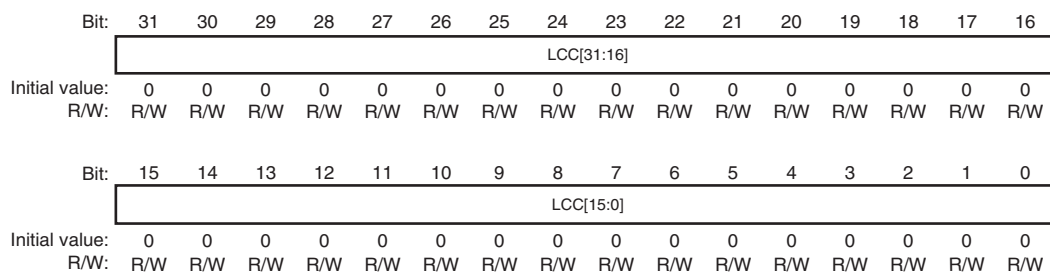 Bit: 31 30 29 28 27 26 25 24 23 22 21 20 19 18 17 16
LCC[31:16]
Initial value: 0 0 0 0 0 0 0 0 0 0 0 0 0 0 0 0
R/W: R/W R/W R/W R/W R/W R/W R/W R/W R/W R/W R/W R/W R/W R/W R/W R/W
Bit: 15 14 13 12 11 10 9 8 7 6 5 4 3 2 1 0
LCC[15:0]
Initial value: 0 0 0 0 0 0 0 0 0 0 0 0 0 0 0 0
R/W: R/W R/W R/W R/W R/W R/W R/W R/W R/W R/W R/W R/W R/W R/W R/W R/W